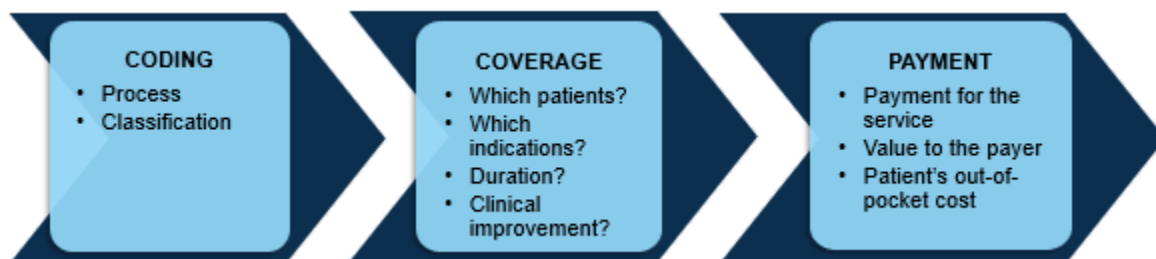 CODING
• Process
• Classification
COVERAGE
• Which patients?
• Which
indications?
• Duration?
• Clinical
improvement?
PAYMENT
• Payment for the
service
• Value to the payer
• Patient’s out-of-
pocket cost